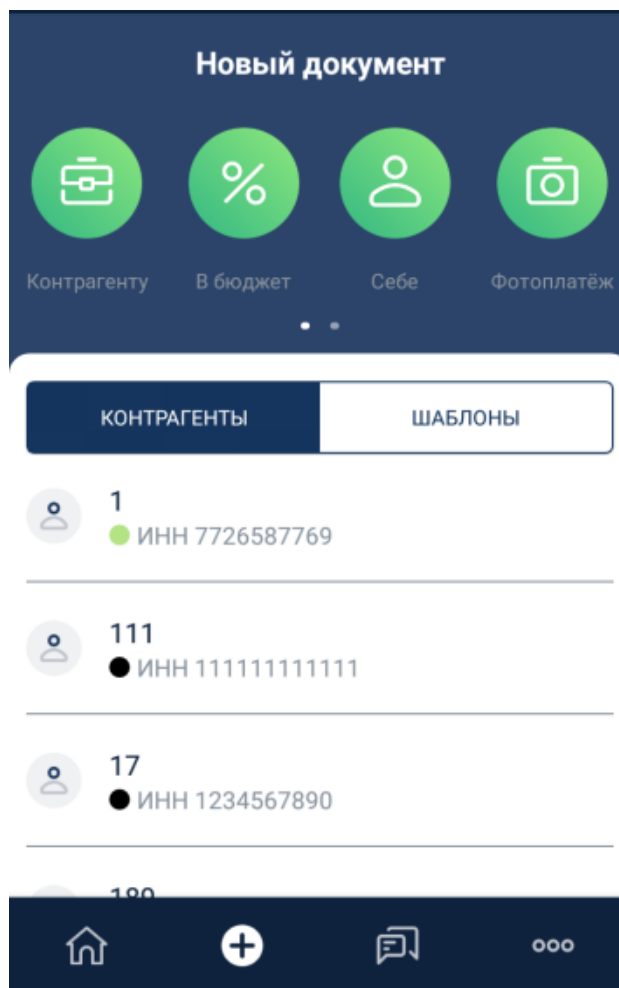 Новый документ
Контрагенту В бюджет Себе Фотоплатёж
КОНТРАГЕНТЫ ШАБЛОНЫ
1
ИНН 7726587769
111
ИНН 111111111111
17
ИНН 1234567890